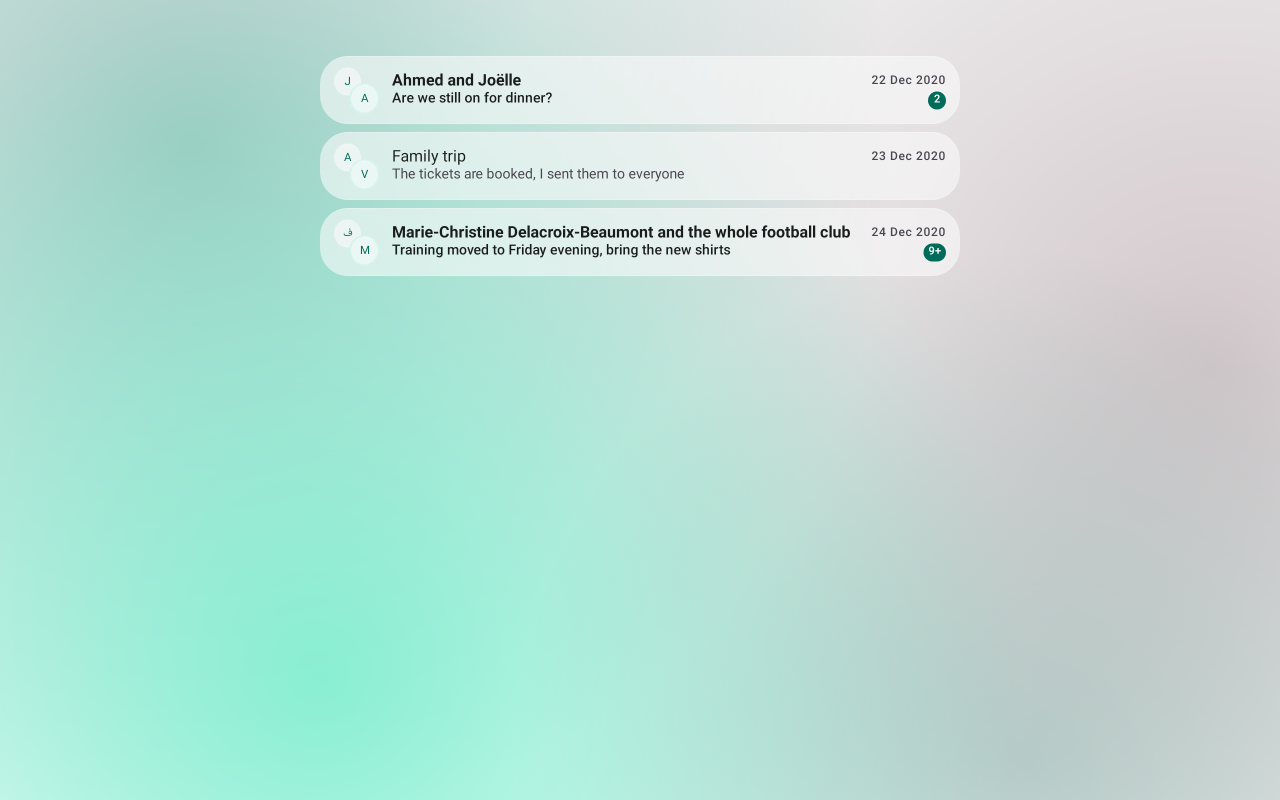 J
A
Ahmed and Joëlle
22 Dec 2020
Are we still on for dinner?
2
A
V
Family trip
23 Dec 2020
The tickets are booked, I sent them to everyone
ف
M
Marie-Christine Delacroix-Beaumont and the whole football club
24 Dec 2020
Training moved to Friday evening, bring the new shirts
9+